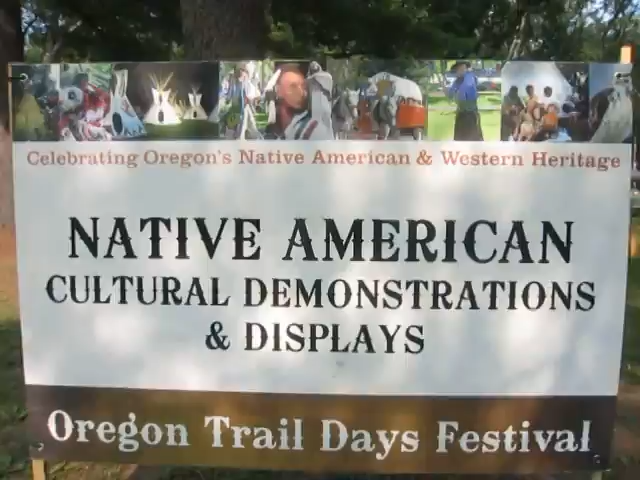 Celebrating Oregon's Native American & Western Heritage
NATIVE AMERICAN
CULTURAL DEMONSTRATIONS
& DISPLAYS
Oregon Trail Days Festival